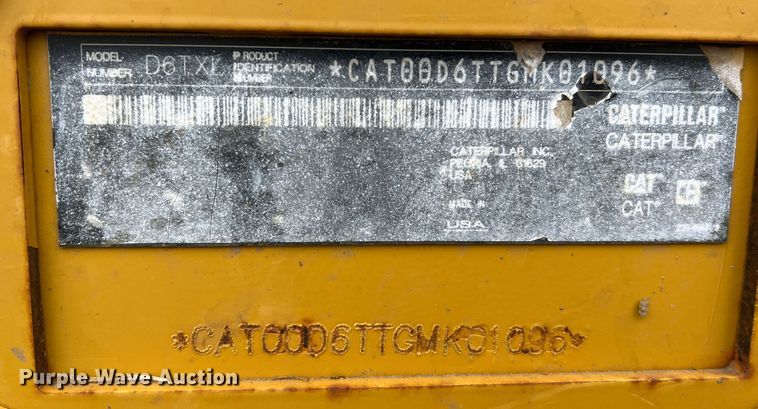 MODEL NUMBER D6TXL PRODUCT IDENTIFICATION NUMBER *CAT00D6TTGMK01096*
CATERPILLAR
CATERPILLAR
CATERPILLAR INC.
PEORIA, IL 61629
USA
CAT
CAT
MADE IN
USA
*CAT00D6TTGMK01096*
Purple Wave Auction